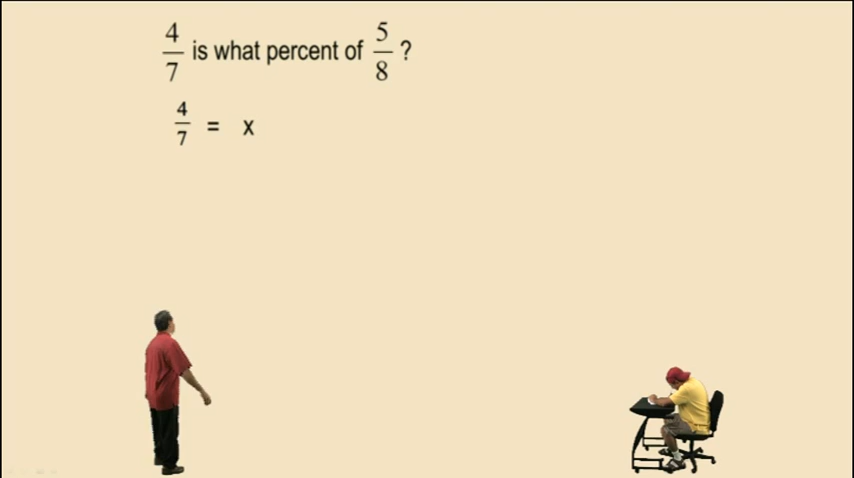 4/7 is what percent of 5/8 ?
4/7 = x